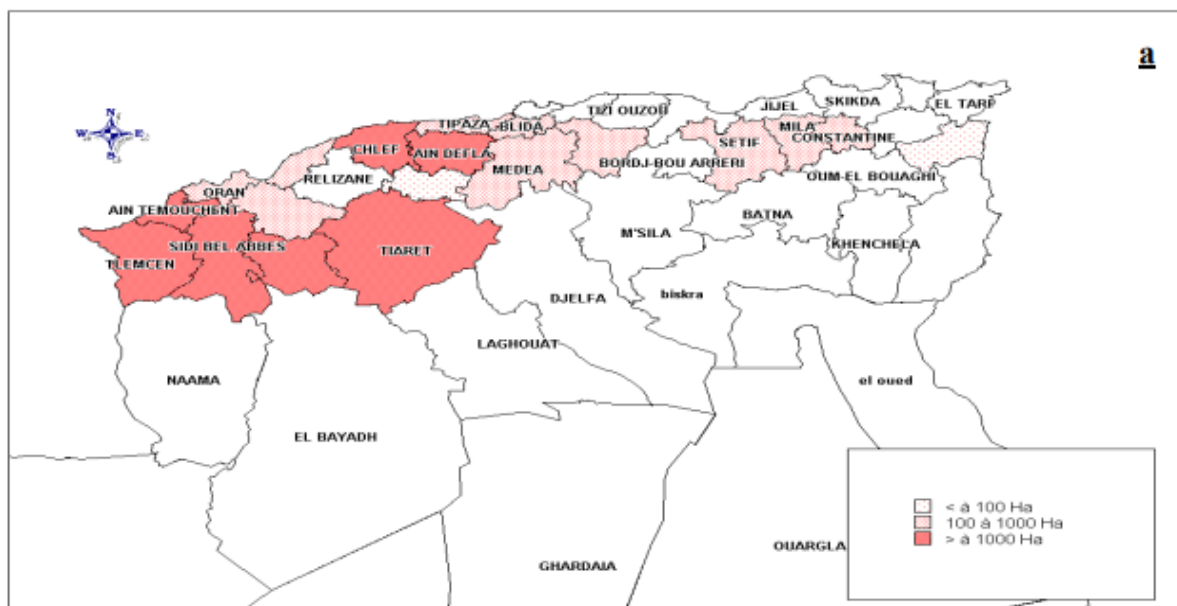 a
N
W E
S
TIZI OUZOU
JIJEL
SKIKDA
EL TARF
TIPAZA
BLIDA
MILA
CONSTANTINE
SETIF
CHLEF
AIN DEFLA
MEDEA
BORDJ-BOU ARRERI
OUM-EL BOUAGHI
RELIZANE
ORAN
AIN TEMOUCHENT
BATNA
M'SILA
KHENCHELA
SIDI BEL ABBES
TIARET
TLEMCEN
DJELFA
biskra
LAGHOUAT
NAAMA
el oued
EL BAYADH
GHARDAIA
OUARGLA
< à 100 Ha
100 à 1000 Ha
> à 1000 Ha